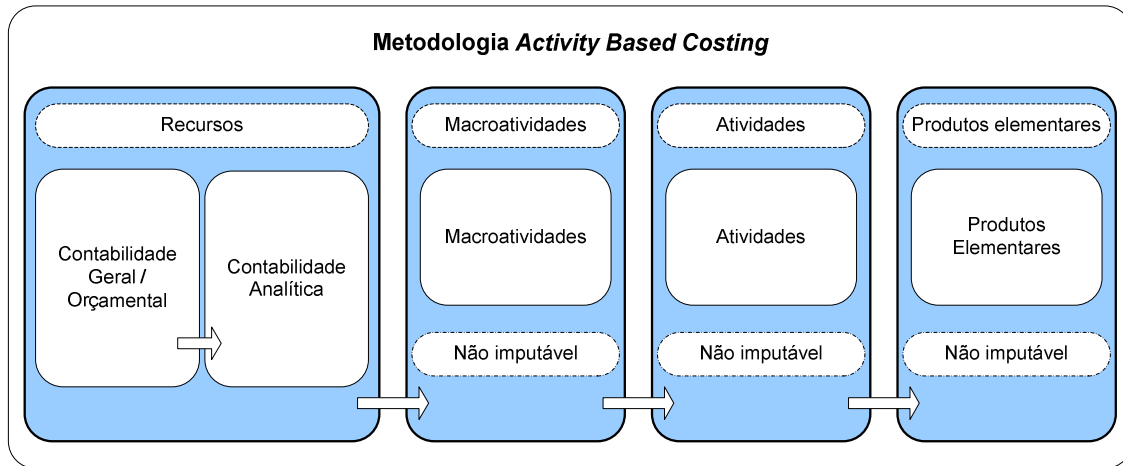 Metodologia Activity Based Costing
Recursos
Contabilidade
Geral /
Orçamental
Contabilidade
Analítica
Macroatividades
Macroatividades
Não imputável
Atividades
Atividades
Não imputável
Produtos elementares
Produtos
Elementares
Não imputável